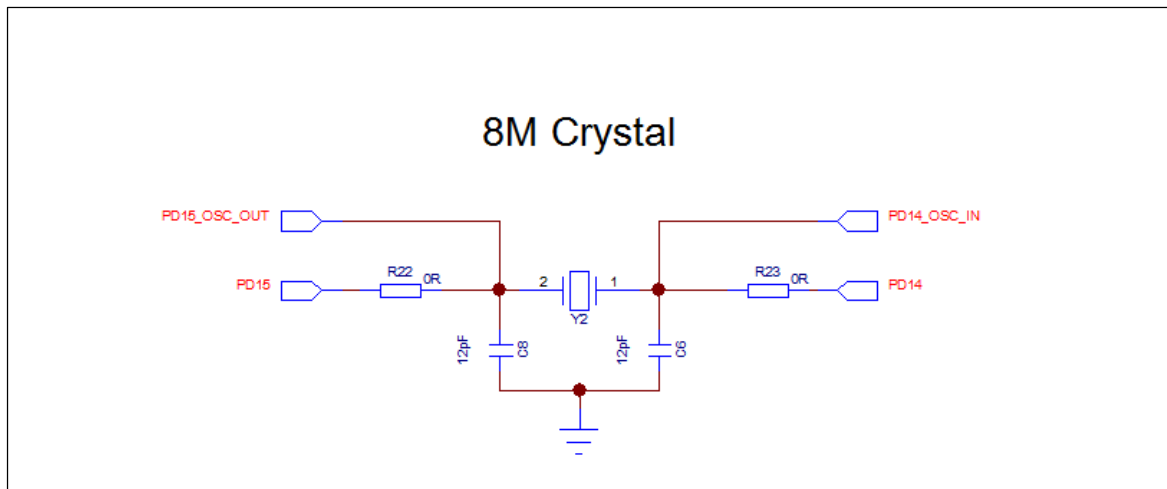 8M Crystal
PD15_OSC_OUT
PD14_OSC_IN
PD15
R22
0R
2
1
Y2
R23
0R
PD14
12pF
C8
12pF
C6